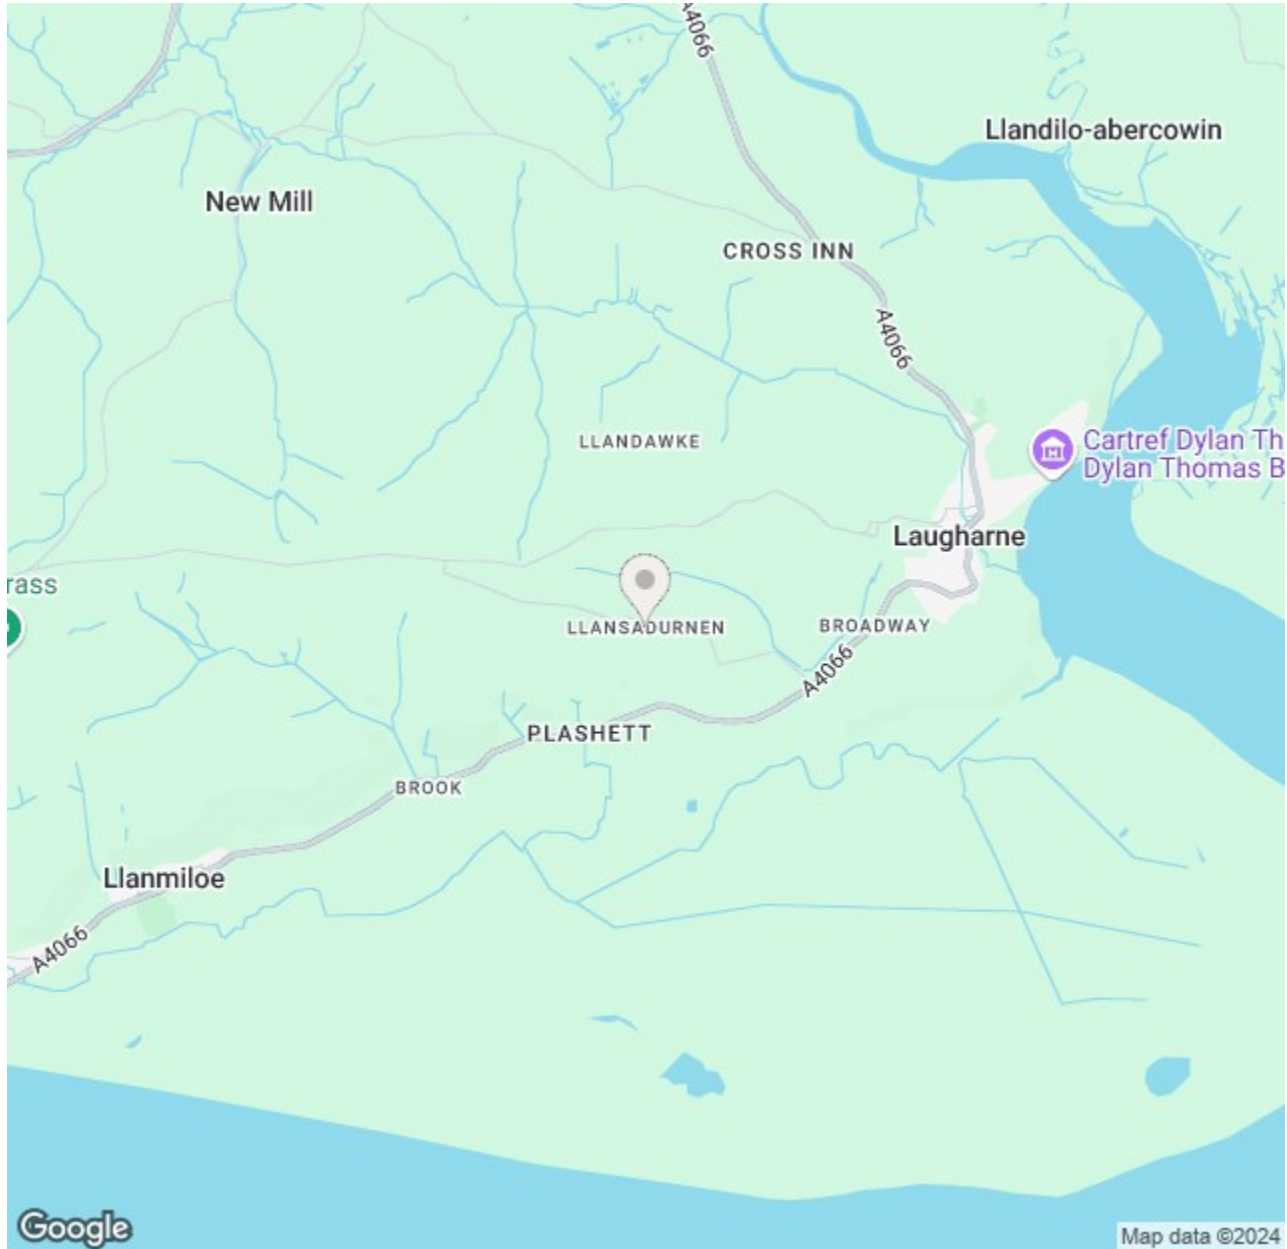 A4066
Llandilo-abercowin
New Mill
CROSS INN
A4066
LLANDAWKE
Cartref Dylan Th
Dylan Thomas B
Laugharne
rass
LLANSADURNEN
BROADWAY
A4066
PLASHETT
BROOK
Llanmiloe
A4066
Google
Map data ©2024